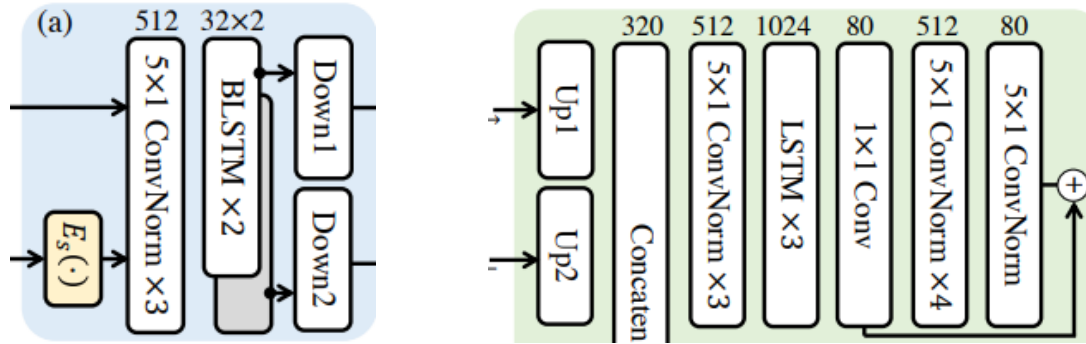 (a)
512
32×2
5×1 ConvNorm ×3
BLSTM ×2
Down1
Down2
E_s(·)
Up1
Up2
320
512
1024
80
512
80
Concaten
5×1 ConvNorm ×3
LSTM ×3
1×1 Conv
5×1 ConvNorm ×4
5×1 ConvNorm
+